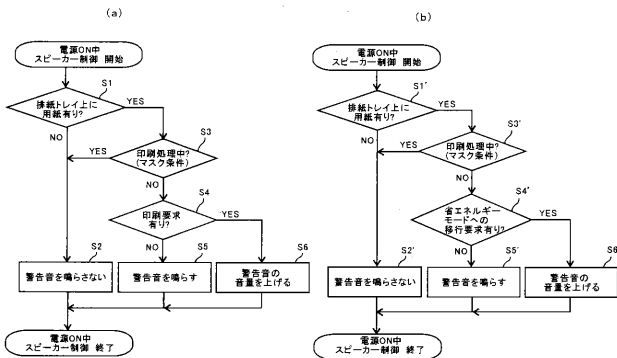 (a)
電源ON中
スピーカー制御 開始
S1
排紙トレイ上に
用紙有り?
YES
NO
S3
印刷処理中?
(マスク条件)
YES
NO
S4
印刷要求
有り?
YES
NO
S2
警告音を鳴らさない
S5
警告音を鳴らす
S6
警告音の
音量を上げる
電源ON中
スピーカー制御 終了
(b)
電源ON中
スピーカー制御 開始
S1'
排紙トレイ上に
用紙有り?
YES
NO
S3'
印刷処理中?
(マスク条件)
YES
NO
S4'
省エネルギー
モードへの
移行要求有り?
YES
NO
S2'
警告音を鳴らさない
S5'
警告音を鳴らす
S6
警告音の
音量を上げる
電源ON中
スピーカー制御 終了